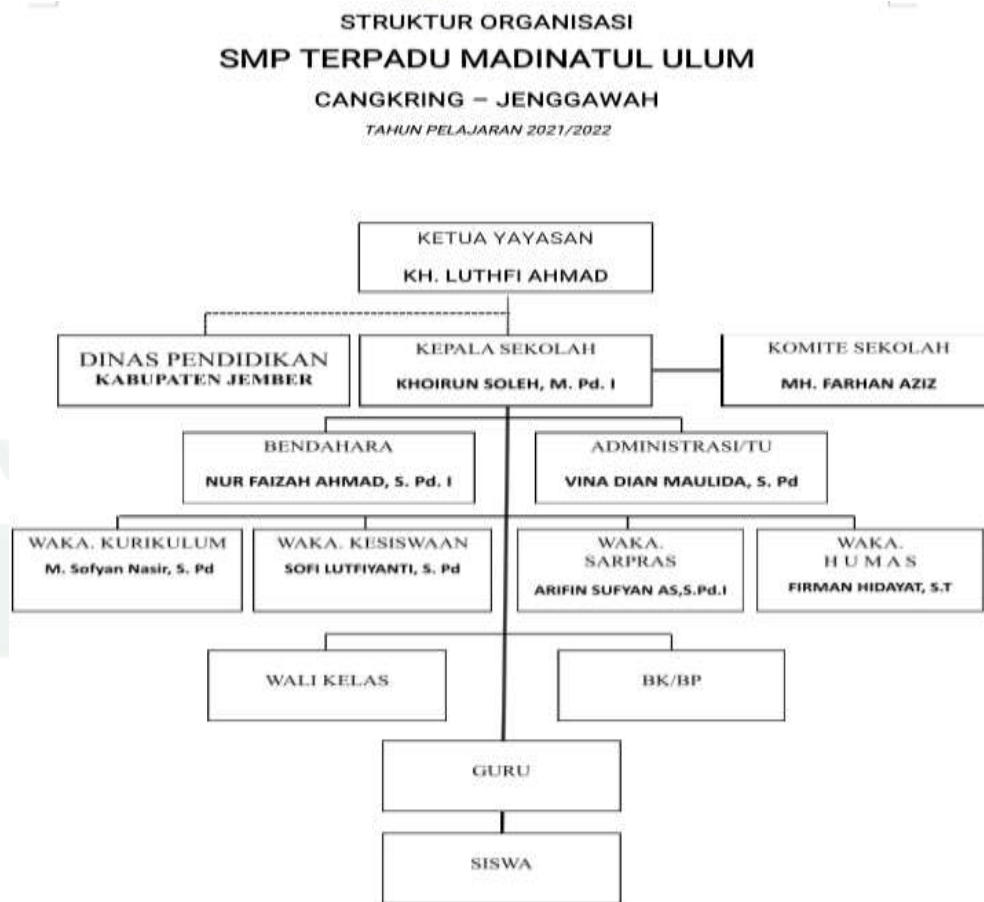 STRUKTUR ORGANISASI
SMP TERPADU MADINATUL ULUM
CANGKRING – JENGGAWAH
TAHUN PELAJARAN 2021/2022
KETUA YAYASAN
KH. LUTHFI AHMAD
DINAS PENDIDIKAN
KABUPATEN JEMBER
KEPALA SEKOLAH
KHOIRUN SOLEH, M. Pd. I
KOMITE SEKOLAH
MH. FARHAN AZIZ
BENDAHARA
NUR FAIZAH AHMAD, S. Pd. I
ADMINISTRASI/TU
VINA DIAN MAULIDA, S. Pd
WAKA. KURIKULUM
M. Sofyan Nasir, S. Pd
WAKA. KESISWAAN
SOFI LUTFIYANTI, S. Pd
WAKA.
SARPRAS
ARIFIN SUFYAN AS,S.Pd.I
WAKA.
H U M A S
FIRMAN HIDAYAT, S.T
WALI KELAS
BK/BP
GURU
SISWA